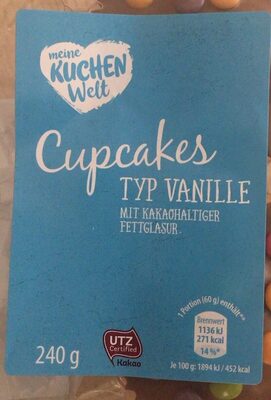 meine
KUCHEN
Welt
Cupcakes
TYP VANILLE
MIT KAKAOHALTIGER
FETTGLASUR.
1 Portion (60 g) enthält**
Brennwert
1136 kJ
271 kcal
14 %*
Je 100 g: 1894 kJ / 452 kcal
UTZ
Certified
Kakao
240 g